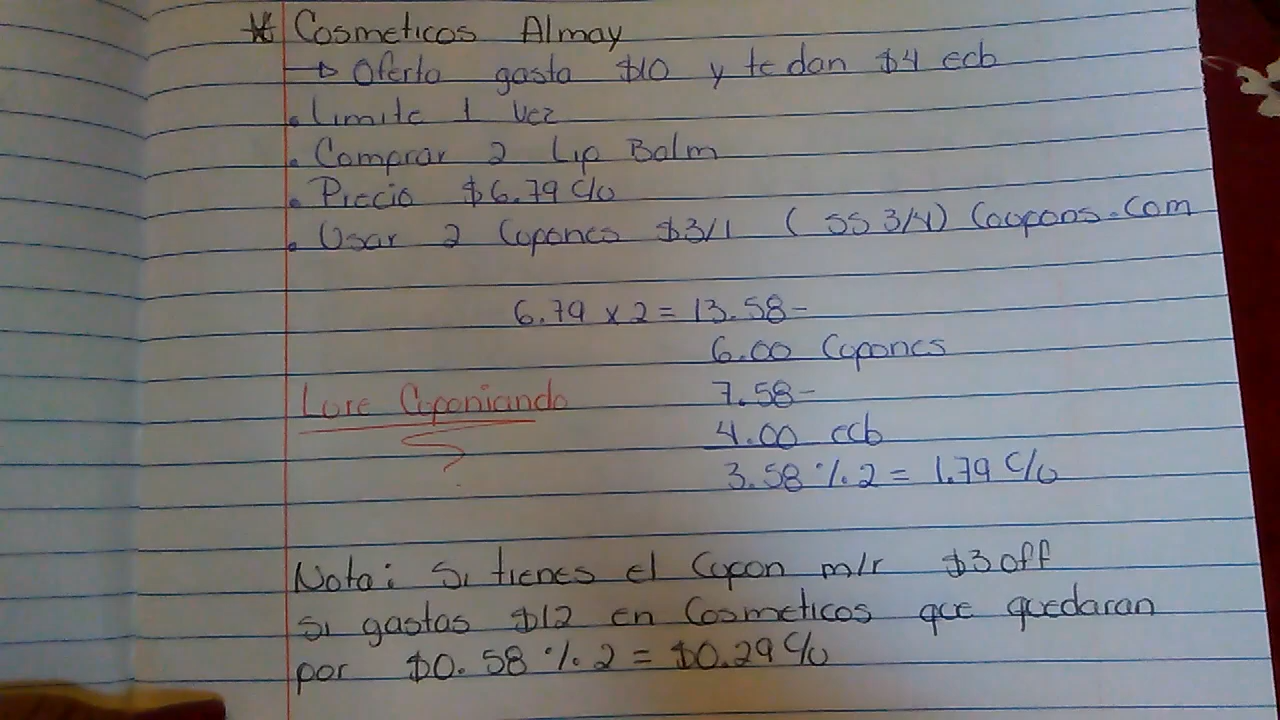 * Cosmeticos Almay
→ Oferta gasta $10 y te dan $4 ecb
• Limite 1 vez
• Comprar 2 Lip Balm
• Precio $6.79 c/o
• Usar 2 Cupones $3/1 ( SS 3/4) Coupons.com
6.79 x 2 = 13.58 -
6.00 Cupones
Lore Cuponiando 7.58 -
4.00 ecb
3.58 ٪ 2 = 1.79 c/o
Nota: Si tienes el Cupon m/r $3 off
si gastas $12 en Cosmeticos que quedaran
por $0.58 ٪ 2 = $0.29 c/o